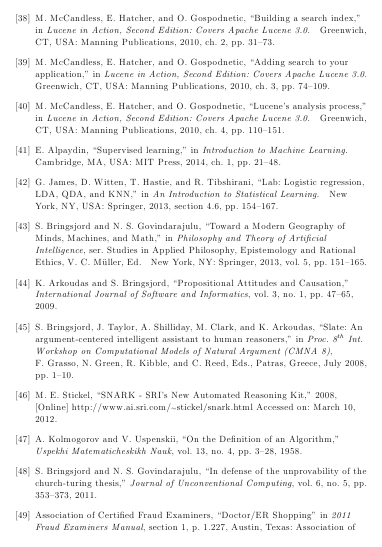 [38] M. McCandless, E. Hatcher, and O. Gospodnetic, “Building a search index,”
in Lucene in Action, Second Edition: Covers Apache Lucene 3.0. Greenwich,
CT, USA: Manning Publications, 2010, ch. 2, pp. 31–73.
[39] M. McCandless, E. Hatcher, and O. Gospodnetic, “Adding search to your
application,” in Lucene in Action, Second Edition: Covers Apache Lucene 3.0.
Greenwich, CT, USA: Manning Publications, 2010, ch. 3, pp. 74–109.
[40] M. McCandless, E. Hatcher, and O. Gospodnetic, “Lucene’s analysis process,”
in Lucene in Action, Second Edition: Covers Apache Lucene 3.0. Greenwich,
CT, USA: Manning Publications, 2010, ch. 4, pp. 110–151.
[41] E. Alpaydin, “Supervised learning,” in Introduction to Machine Learning.
Cambridge, MA, USA: MIT Press, 2014, ch. 1, pp. 21–48.
[42] G. James, D. Witten, T. Hastie, and R. Tibshirani, “Lab: Logistic regression,
LDA, QDA, and KNN,” in An Introduction to Statistical Learning. New
York, NY, USA: Springer, 2013, section 4.6, pp. 154–167.
[43] S. Bringsjord and N. S. Govindarajulu, “Toward a Modern Geography of
Minds, Machines, and Math,” in Philosophy and Theory of Artificial
Intelligence, ser. Studies in Applied Philosophy, Epistemology and Rational
Ethics, V. C. Müller, Ed. New York, NY: Springer, 2013, vol. 5, pp. 151–165.
[44] K. Arkoudas and S. Bringsjord, “Propositional Attitudes and Causation,”
International Journal of Software and Informatics, vol. 3, no. 1, pp. 47–65,
2009.
[45] S. Bringsjord, J. Taylor, A. Shilliday, M. Clark, and K. Arkoudas, “Slate: An
argument-centered intelligent assistant to human reasoners,” in Proc. 8th Int.
Workshop on Computational Models of Natural Argument (CMNA 8),
F. Grasso, N. Green, R. Kibble, and C. Reed, Eds., Patras, Greece, July 2008,
pp. 1–10.
[46] M. E. Stickel, “SNARK - SRI’s New Automated Reasoning Kit,” 2008,
[Online] http://www.ai.sri.com/~stickel/snark.html Accessed on: March 10,
2012.
[47] A. Kolmogorov and V. Uspenskii, “On the Definition of an Algorithm,”
Uspekhi Matematicheskikh Nauk, vol. 13, no. 4, pp. 3–28, 1958.
[48] S. Bringsjord and N. S. Govindarajulu, “In defense of the unprovability of the
church-turing thesis,” Journal of Unconventional Computing, vol. 6, no. 5, pp.
353–373, 2011.
[49] Association of Certified Fraud Examiners, “Doctor/ER Shopping” in 2011
Fraud Examiners Manual, section 1, p. 1.227, Austin, Texas: Association of